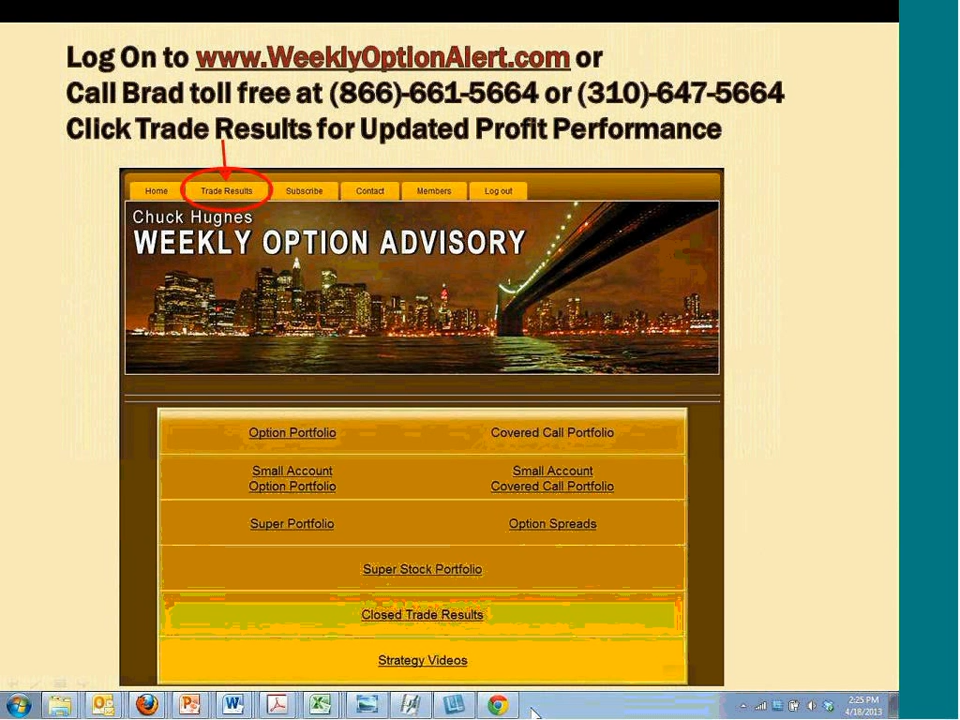 Log On to www.WeeklyOptionAlert.com or
Call Brad toll free at (866)-661-5664 or (310)-647-5664
Click Trade Results for Updated Profit Performance
Home Trade Results Subscribe Contact Members Log out
Chuck Hughes
WEEKLY OPTION ADVISORY
Option Portfolio Covered Call Portfolio
Small Account Small Account
Option Portfolio Covered Call Portfolio
Super Portfolio Option Spreads
Super Stock Portfolio
Closed Trade Results
Strategy Videos
2:25 PM
4/18/2013